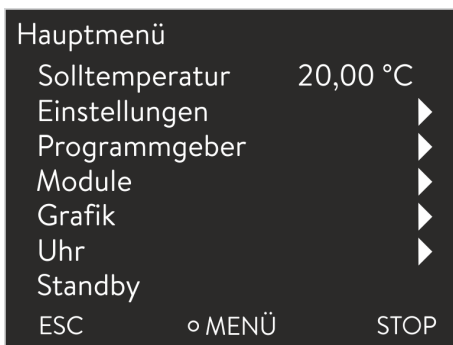 Hauptmenü
Solltemperatur 20,00 °C
Einstellungen
Programmgeber
Module
Grafik
Uhr
Standby
ESC ○ MENÜ STOP